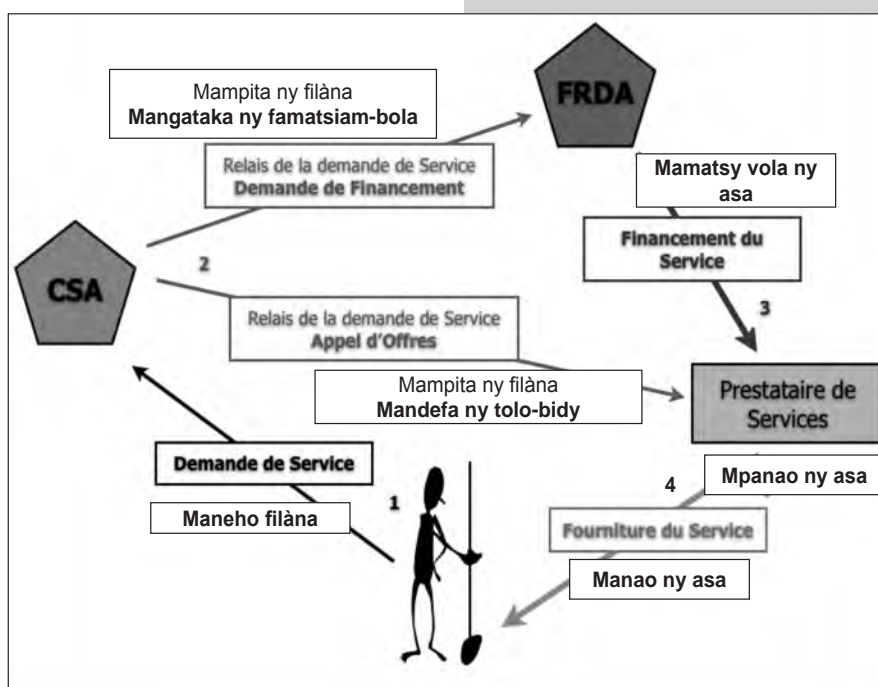 Mampita ny filàna
Mangataka ny famatsiam-bola
FRDA
Relais de la demande de Service
Demande de Financement
Mamatsy vola ny
asa
Financement du
Service
2
CSA
3
Relais de la demande de Service
Appel d'Offres
Mampita ny filàna
Mandefa ny tolo-bidy
Prestataire de
Services
Demande de Service
Maneho filàna
1
4
Mpanao ny asa
Fourniture du Service
Manao ny asa